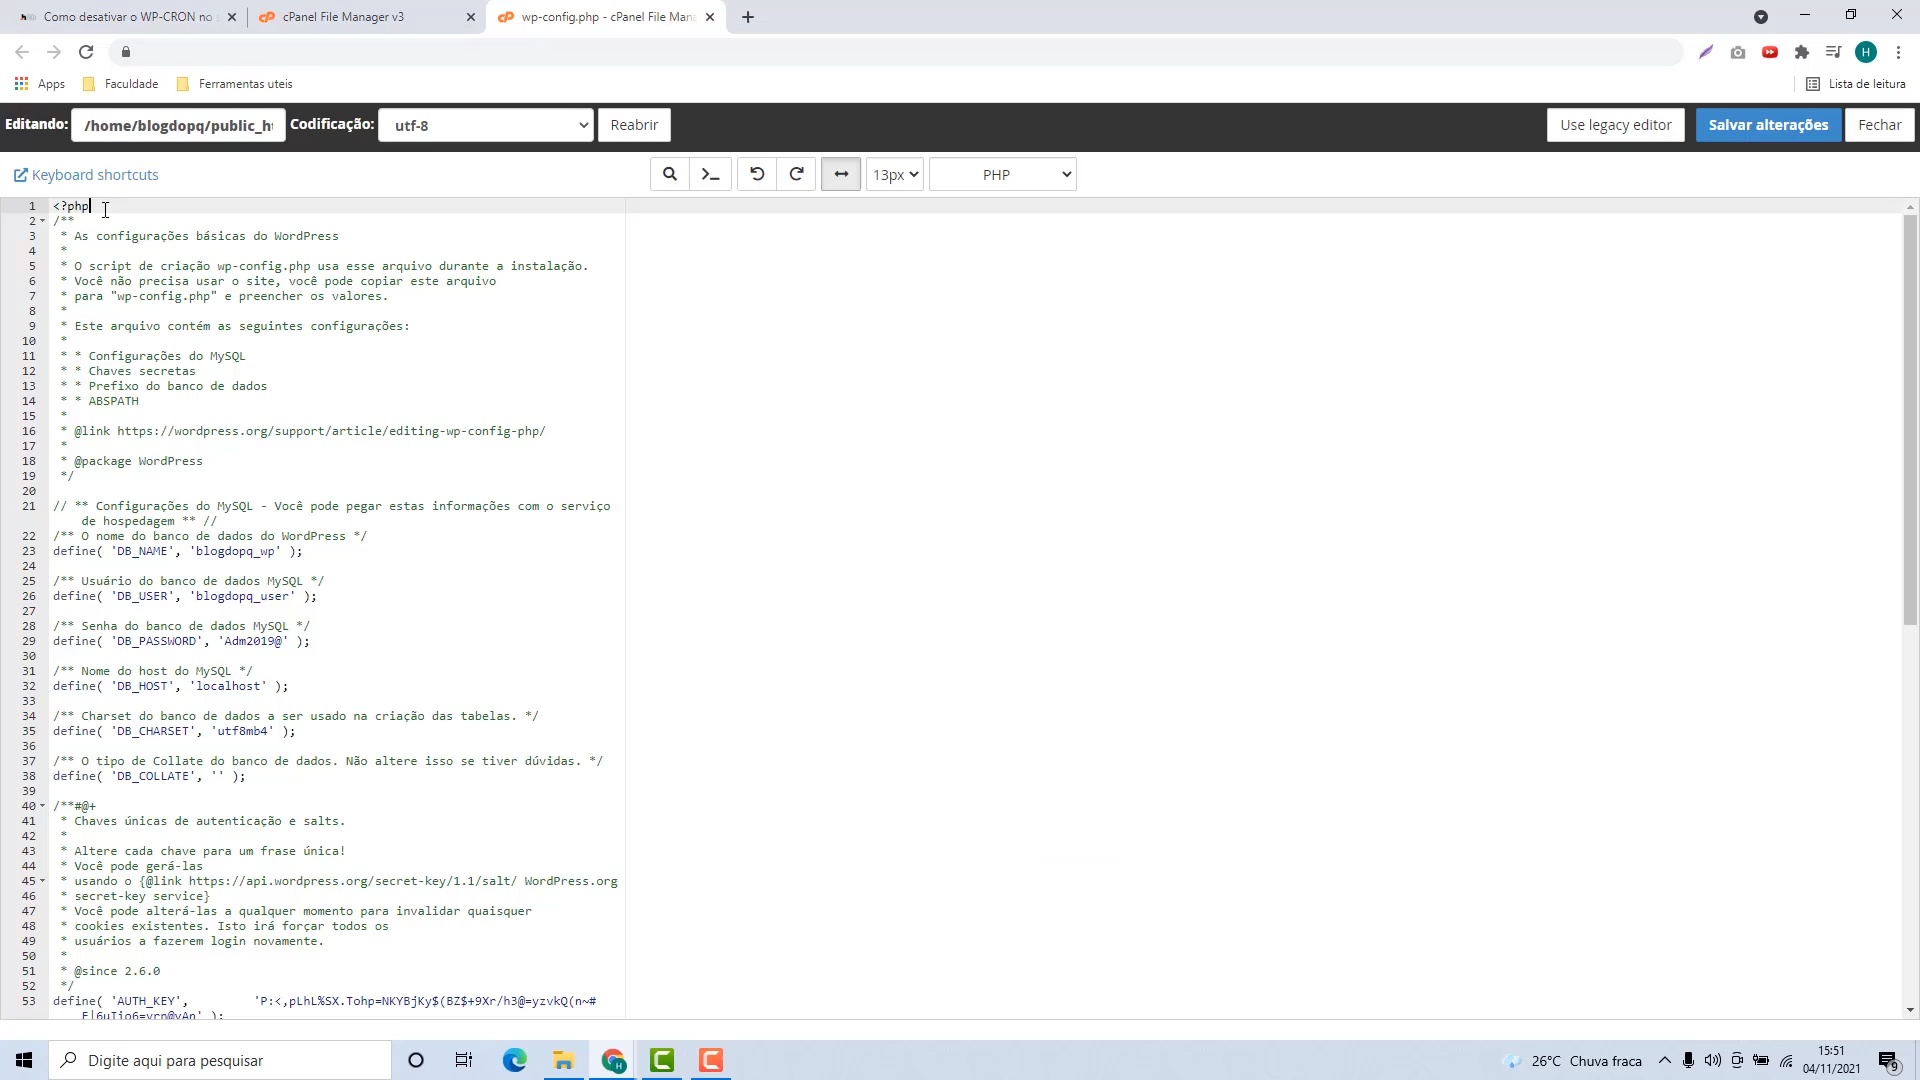 Como desativar o WP-CRON no
cPanel File Manager v3
wp-config.php - cPanel File Man
H
Apps
Faculdade
Ferramentas uteis
Lista de leitura
Editando:
/home/blogdopq/public_h
Codificação:
utf-8
Reabrir
Use legacy editor
Salvar alterações
Fechar
Keyboard shortcuts
13px
PHP
1 <?php
2 /**
3 * As configurações básicas do WordPress
4 *
5 * O script de criação wp-config.php usa esse arquivo durante a instalação.
6 * Você não precisa usar o site, você pode copiar este arquivo
7 * para "wp-config.php" e preencher os valores.
8 *
9 * Este arquivo contém as seguintes configurações:
10 *
11 * * Configurações do MySQL
12 * * Chaves secretas
13 * * Prefixo do banco de dados
14 * * ABSPATH
15 *
16 * @link https://wordpress.org/support/article/editing-wp-config-php/
17 *
18 * @package WordPress
19 */
20
21 // ** Configurações do MySQL - Você pode pegar estas informações com o serviço
de hospedagem ** //
22 /** O nome do banco de dados do WordPress */
23 define( 'DB_NAME', 'blogdopq_wp' );
24
25 /** Usuário do banco de dados MySQL */
26 define( 'DB_USER', 'blogdopq_user' );
27
28 /** Senha do banco de dados MySQL */
29 define( 'DB_PASSWORD', 'Adm2019@' );
30
31 /** Nome do host do MySQL */
32 define( 'DB_HOST', 'localhost' );
33
34 /** Charset do banco de dados a ser usado na criação das tabelas. */
35 define( 'DB_CHARSET', 'utf8mb4' );
36
37 /** O tipo de Collate do banco de dados. Não altere isso se tiver dúvidas. */
38 define( 'DB_COLLATE', '' );
39
40 /**#@+
41 * Chaves únicas de autenticação e salts.
42 *
43 * Altere cada chave para um frase única!
44 * Você pode gerá-las
45 * usando o {@link https://api.wordpress.org/secret-key/1.1/salt/ WordPress.org
46 * secret-key service}
47 * Você pode alterá-las a qualquer momento para invalidar quaisquer
48 * cookies existentes. Isto irá forçar todos os
49 * usuários a fazerem login novamente.
50 *
51 * @since 2.6.0
52 */
53 define( 'AUTH_KEY', 'P:<,pLhL%SX.Tohp=NKYBjKy$(BZ$+9Xr/h3@=yzvkQ(n~#
Digite aqui para pesquisar
26°C Chuva fraca
15:51
04/11/2021
9